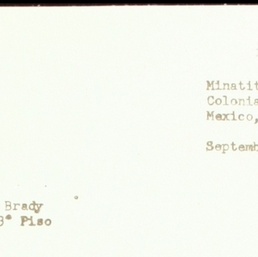 Minatit
Colonia
Mexico,
Septemb
Brady
3° Piso